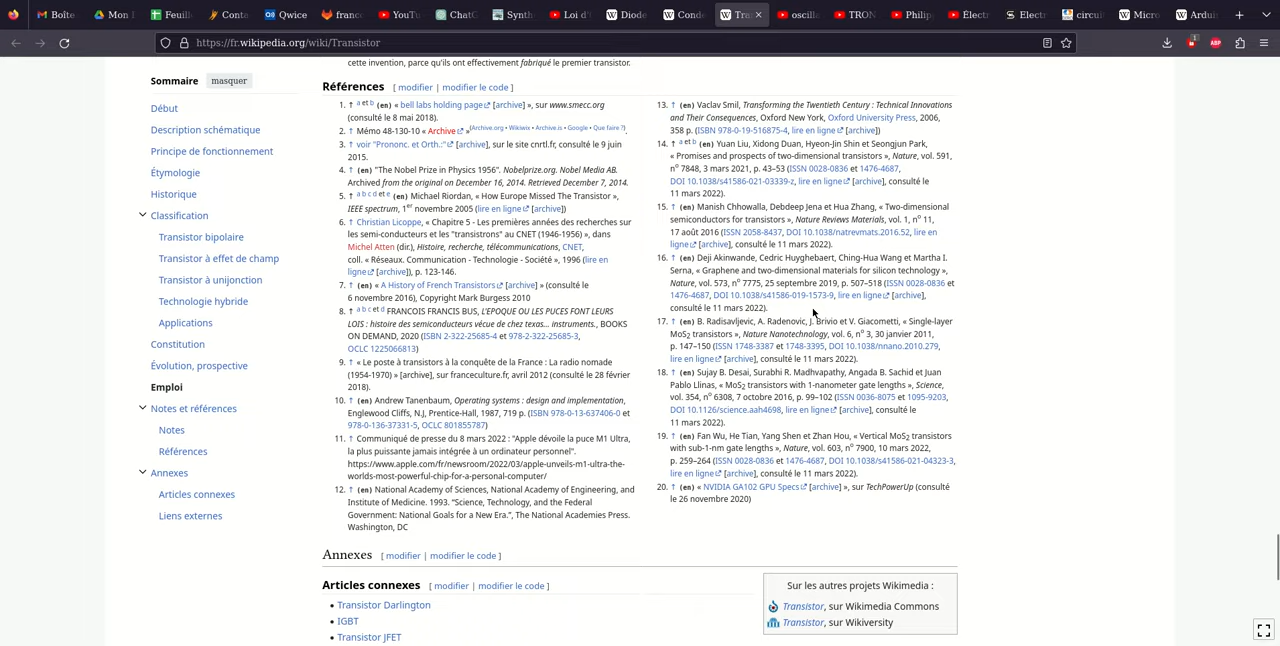 Boîte
Mon
Feuill
Conta
Qwice
franc
YouTu
ChatG
Synth
Loi d'
Diode
Conde
Tra
oscilla
TRON
Philip
Électr
Electr
circui
Micro
Arduin
https://fr.wikipedia.org/wiki/Transistor
1
ABP
Sommaire masquer
Début
Description schématique
Principe de fonctionnement
Étymologie
Historique
Classification
Transistor bipolaire
Transistor à effet de champ
Transistor à unijonction
Technologie hybride
Applications
Constitution
Évolution, prospective
Emploi
Notes et références
Notes
Références
Annexes
Articles connexes
Liens externes
cette invention, parce qu'ils ont effectivement fabriqué le premier transistor.
Références [ modifier | modifier le code ]
1. ↑ a et b (en) « bell labs holding page [archive] », sur www.smecc.org
(consulté le 8 mai 2018).
2. ↑ Mémo 48-130-10 « Archive » (Archive.org • Wikiwix • Archive.is • Google • Que faire ?).
3. ↑ voir "Prononc. et Orth.:" [archive], sur le site cnrtl.fr, consulté le 9 juin
2015.
4. ↑ (en) "The Nobel Prize in Physics 1956". Nobelprize.org. Nobel Media AB.
Archived from the original on December 16, 2014. Retrieved December 7, 2014.
5. ↑ a b c d et e (en) Michael Riordan, « How Europe Missed The Transistor »,
IEEE spectrum, 1er novembre 2005 (lire en ligne [archive])
6. ↑ Christian Licoppe, « Chapitre 5 - Les premières années des recherches sur
les semi-conducteurs et les "transistrons" au CNET (1946-1956) », dans
Michel Atten (dir.), Histoire, recherche, télécommunications, CNET,
coll. « Réseaux. Communication - Technologie - Société », 1996 (lire en
ligne [archive]), p. 123-146.
7. ↑ (en) « A History of French Transistors [archive] » (consulté le
6 novembre 2016), Copyright Mark Burgess 2010
8. ↑ a b c et d FRANCOIS FRANCIS BUS, L'EPOQUE OU LES PUCES FONT LEURS
LOIS : histoire des semiconducteurs vécue de chez texas... instruments., BOOKS
ON DEMAND, 2020 (ISBN 2-322-25685-4 et 978-2-322-25685-3,
OCLC 1225066813)
9. ↑ « Le poste à transistors à la conquête de la France : La radio nomade
(1954-1970) » [archive], sur franceculture.fr, avril 2012 (consulté le 28 février
2018).
10. ↑ (en) Andrew Tanenbaum, Operating systems : design and implementation,
Englewood Cliffs, N.J, Prentice-Hall, 1987, 719 p. (ISBN 978-0-13-637406-0 et
978-0-136-37331-5, OCLC 801855787)
11. ↑ Communiqué de presse du 8 mars 2022 : "Apple dévoile la puce M1 Ultra,
la plus puissante jamais intégrée à un ordinateur personnel".
https://www.apple.com/fr/newsroom/2022/03/apple-unveils-m1-ultra-the-
worlds-most-powerful-chip-for-a-personal-computer/
12. ↑ (en) National Academy of Sciences, National Academy of Engineering, and
Institute of Medicine. 1993. "Science, Technology, and the Federal
Government: National Goals for a New Era.", The National Academies Press.
Washington, DC
13. ↑ (en) Vaclav Smil, Transforming the Twentieth Century : Technical Innovations
and Their Consequences, Oxford New York, Oxford University Press, 2006,
358 p. (ISBN 978-0-19-516875-4, lire en ligne [archive])
14. ↑ a et b (en) Yuan Liu, Xidong Duan, Hyeon-Jin Shin et Seongjun Park,
« Promises and prospects of two-dimensional transistors », Nature, vol. 591,
no 7848, 3 mars 2021, p. 43–53 (ISSN 0028-0836 et 1476-4687,
DOI 10.1038/s41586-021-03339-z, lire en ligne [archive], consulté le
11 mars 2022).
15. ↑ (en) Manish Chhowalla, Debdeep Jena et Hua Zhang, « Two-dimensional
semiconductors for transistors », Nature Reviews Materials, vol. 1, no 11,
17 août 2016 (ISSN 2058-8437, DOI 10.1038/natrevmats.2016.52, lire en
ligne [archive], consulté le 11 mars 2022).
16. ↑ (en) Deji Akinwande, Cedric Huyghebaert, Ching-Hua Wang et Martha I.
Serna, « Graphene and two-dimensional materials for silicon technology »,
Nature, vol. 573, no 7775, 25 septembre 2019, p. 507–518 (ISSN 0028-0836 et
1476-4687, DOI 10.1038/s41586-019-1573-9, lire en ligne [archive],
consulté le 11 mars 2022).
17. ↑ (en) B. Radisavljevic, A. Radenovic, J. Brivio et V. Giacometti, « Single-layer
MoS2 transistors », Nature Nanotechnology, vol. 6, no 3, 30 janvier 2011,
p. 147–150 (ISSN 1748-3387 et 1748-3395, DOI 10.1038/nnano.2010.279,
lire en ligne [archive], consulté le 11 mars 2022).
18. ↑ (en) Sujay B. Desai, Surabhi R. Madhvapathy, Angada B. Sachid et Juan
Pablo Llinas, « MoS2 transistors with 1-nanometer gate lengths », Science,
vol. 354, no 6308, 7 octobre 2016, p. 99–102 (ISSN 0036-8075 et 1095-9203,
DOI 10.1126/science.aah4698, lire en ligne [archive], consulté le
11 mars 2022).
19. ↑ (en) Fan Wu, He Tian, Yang Shen et Zhan Hou, « Vertical MoS2 transistors
with sub-1-nm gate lengths », Nature, vol. 603, no 7900, 10 mars 2022,
p. 259–264 (ISSN 0028-0836 et 1476-4687, DOI 10.1038/s41586-021-04323-3,
lire en ligne [archive], consulté le 11 mars 2022).
20. ↑ (en) « NVIDIA GA102 GPU Specs [archive] », sur TechPowerUp (consulté
le 26 novembre 2020)
Annexes [ modifier | modifier le code ]
Articles connexes [ modifier | modifier le code ]
• Transistor Darlington
• IGBT
• Transistor JFET
Sur les autres projets Wikimedia :
Transistor, sur Wikimedia Commons
Transistor, sur Wikiversity